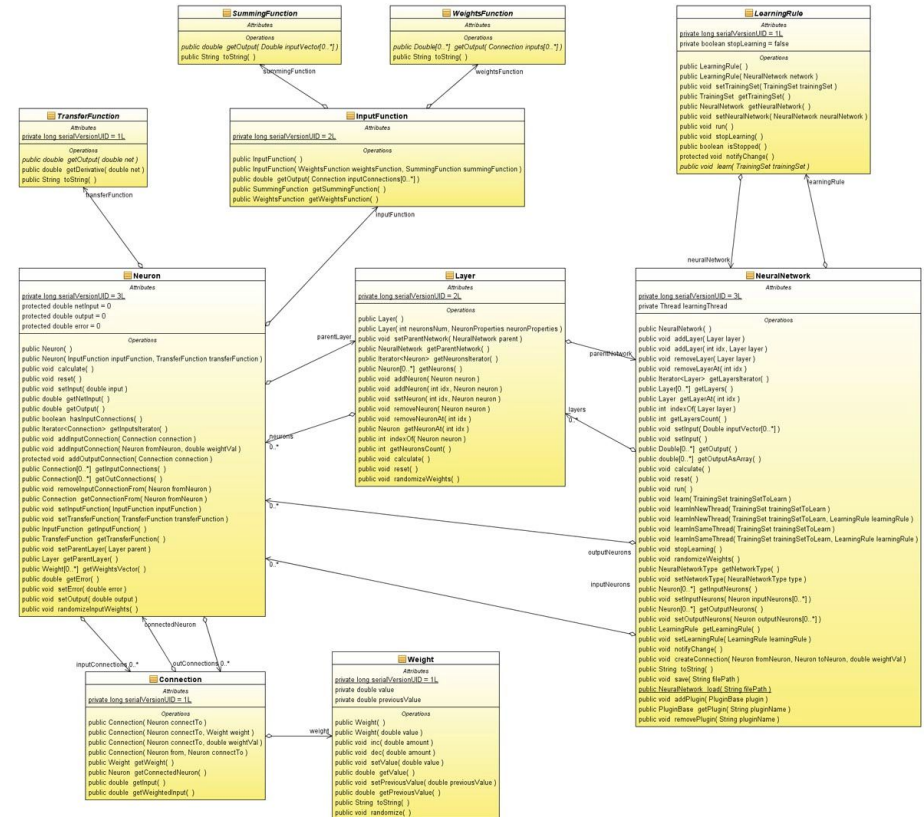 SummingFunction
Attributes
Operations
public double getOutput( Double inputVector[0..*] )
public String toString( )
WeightsFunction
Attributes
Operations
public Double[0..*] getOutput( Connection inputs[0..*] )
public String toString( )
LearningRule
Attributes
private long serialVersionUID = 1L
private boolean stopLearning = false
Operations
public LearningRule( )
public LearningRule( NeuralNetwork network )
public void setTrainingSet( TrainingSet trainingSet )
public TrainingSet getTrainingSet( )
public NeuralNetwork getNeuralNetwork( )
public void setNeuralNetwork( NeuralNetwork neuralNetwork )
public void run( )
public void stopLearning( )
public boolean isStopped( )
protected void notifyChange( )
public void learn( TrainingSet trainingSet )
summingFunction
weightsFunction
TransferFunction
Attributes
private long serialVersionUID = 1L
Operations
public double getOutput( double net )
public double getDerivative( double net )
public String toString( )
InputFunction
Attributes
private long serialVersionUID = 2L
Operations
public InputFunction( )
public InputFunction( WeightsFunction weightsFunction, SummingFunction summingFunction )
public double getOutput( Connection inputConnections[0..*] )
public SummingFunction getSummingFunction( )
public WeightsFunction getWeightsFunction( )
transferFunction
inputFunction
learningRule
neuralNetwork
Neuron
Attributes
private long serialVersionUID = 3L
protected double netInput = 0
protected double output = 0
protected double error = 0
Operations
public Neuron( )
public Neuron( InputFunction inputFunction, TransferFunction transferFunction )
public void calculate( )
public void reset( )
public void setInput( double input )
public double getNetInput( )
public double getOutput( )
public boolean hasInputConnections( )
public Iterator<Connection> getInputsIterator( )
public void addInputConnection( Connection connection )
public void addInputConnection( Neuron fromNeuron, double weightVal )
protected void addOutputConnection( Connection connection )
public Connection[0..*] getInputConnections( )
public Connection[0..*] getOutConnections( )
public void removeInputConnectionFrom( Neuron fromNeuron )
public Connection getConnectionFrom( Neuron fromNeuron )
public void setInputFunction( InputFunction inputFunction )
public void setTransferFunction( TransferFunction transferFunction )
public InputFunction getInputFunction( )
public TransferFunction getTransferFunction( )
public void setParentLayer( Layer parent )
public Layer getParentLayer( )
public Weight[0..*] getWeightsVector( )
public double getError( )
public void setError( double error )
public void setOutput( double output )
public void randomizeInputWeights( )
parentLayer
neurons
0..*
Layer
Attributes
private long serialVersionUID = 2L
Operations
public Layer( )
public Layer( int neuronsNum, NeuronProperties neuronProperties )
public void setParentNetwork( NeuralNetwork parent )
public NeuralNetwork getParentNetwork( )
public Iterator<Neuron> getNeuronsIterator( )
public Neuron[0..*] getNeurons( )
public void addNeuron( Neuron neuron )
public void addNeuron( int idx, Neuron neuron )
public void setNeuron( int idx, Neuron neuron )
public void removeNeuron( Neuron neuron )
public void removeNeuronAt( int idx )
public Neuron getNeuronAt( int idx )
public int indexOf( Neuron neuron )
public int getNeuronsCount( )
public void calculate( )
public void reset( )
public void randomizeWeights( )
parentNetwork
layers
0..*
0..*
outputNeurons
inputNeurons
0..*
NeuralNetwork
Attributes
private long serialVersionUID = 3L
private Thread learningThread
Operations
public NeuralNetwork( )
public void addLayer( Layer layer )
public void addLayer( int idx, Layer layer )
public void removeLayer( Layer layer )
public void removeLayerAt( int idx )
public Iterator<Layer> getLayersIterator( )
public Layer[0..*] getLayers( )
public Layer getLayerAt( int idx )
public int indexOf( Layer layer )
public int getLayersCount( )
public void setInput( Double inputVector[0..*] )
public void setInput( )
public Double[0..*] getOutput( )
public double[0..*] getOutputAsArray( )
public void calculate( )
public void reset( )
public void run( )
public void learn( TrainingSet trainingSetToLearn )
public void learnInNewThread( TrainingSet trainingSetToLearn )
public void learnInNewThread( TrainingSet trainingSetToLearn, LearningRule learningRule )
public void learnInSameThread( TrainingSet trainingSetToLearn )
public void learnInSameThread( TrainingSet trainingSetToLearn, LearningRule learningRule )
public void stopLearning( )
public void randomizeWeights( )
public NeuralNetworkType getNetworkType( )
public void setNetworkType( NeuralNetworkType type )
public Neuron[0..*] getInputNeurons( )
public void setInputNeurons( Neuron inputNeurons[0..*] )
public Neuron[0..*] getOutputNeurons( )
public void setOutputNeurons( Neuron outputNeurons[0..*] )
public LearningRule getLearningRule( )
public void setLearningRule( LearningRule learningRule )
public void notifyChange( )
public void createConnection( Neuron fromNeuron, Neuron toNeuron, double weightVal )
public String toString( )
public void save( String filePath )
public NeuralNetwork load( String filePath )
public void addPlugin( PluginBase plugin )
public PluginBase getPlugin( String pluginName )
public void removePlugin( String pluginName )
connectedNeuron
inputConnections 0..*
outConnections 0..*
Connection
Attributes
private long serialVersionUID = 1L
Operations
public Connection( Neuron connectTo )
public Connection( Neuron connectTo, Weight weight )
public Connection( Neuron connectTo, double weightVal )
public Connection( Neuron from, Neuron connectTo )
public Weight getWeight( )
public Neuron getConnectedNeuron( )
public double getInput( )
public double getWeightedInput( )
weight
Weight
Attributes
private long serialVersionUID = 1L
private double value
private double previousValue
Operations
public Weight( )
public Weight( double value )
public void inc( double amount )
public void dec( double amount )
public void setValue( double value )
public double getValue( )
public void setPreviousValue( double previousValue )
public double getPreviousValue( )
public String toString( )
public void randomize( )